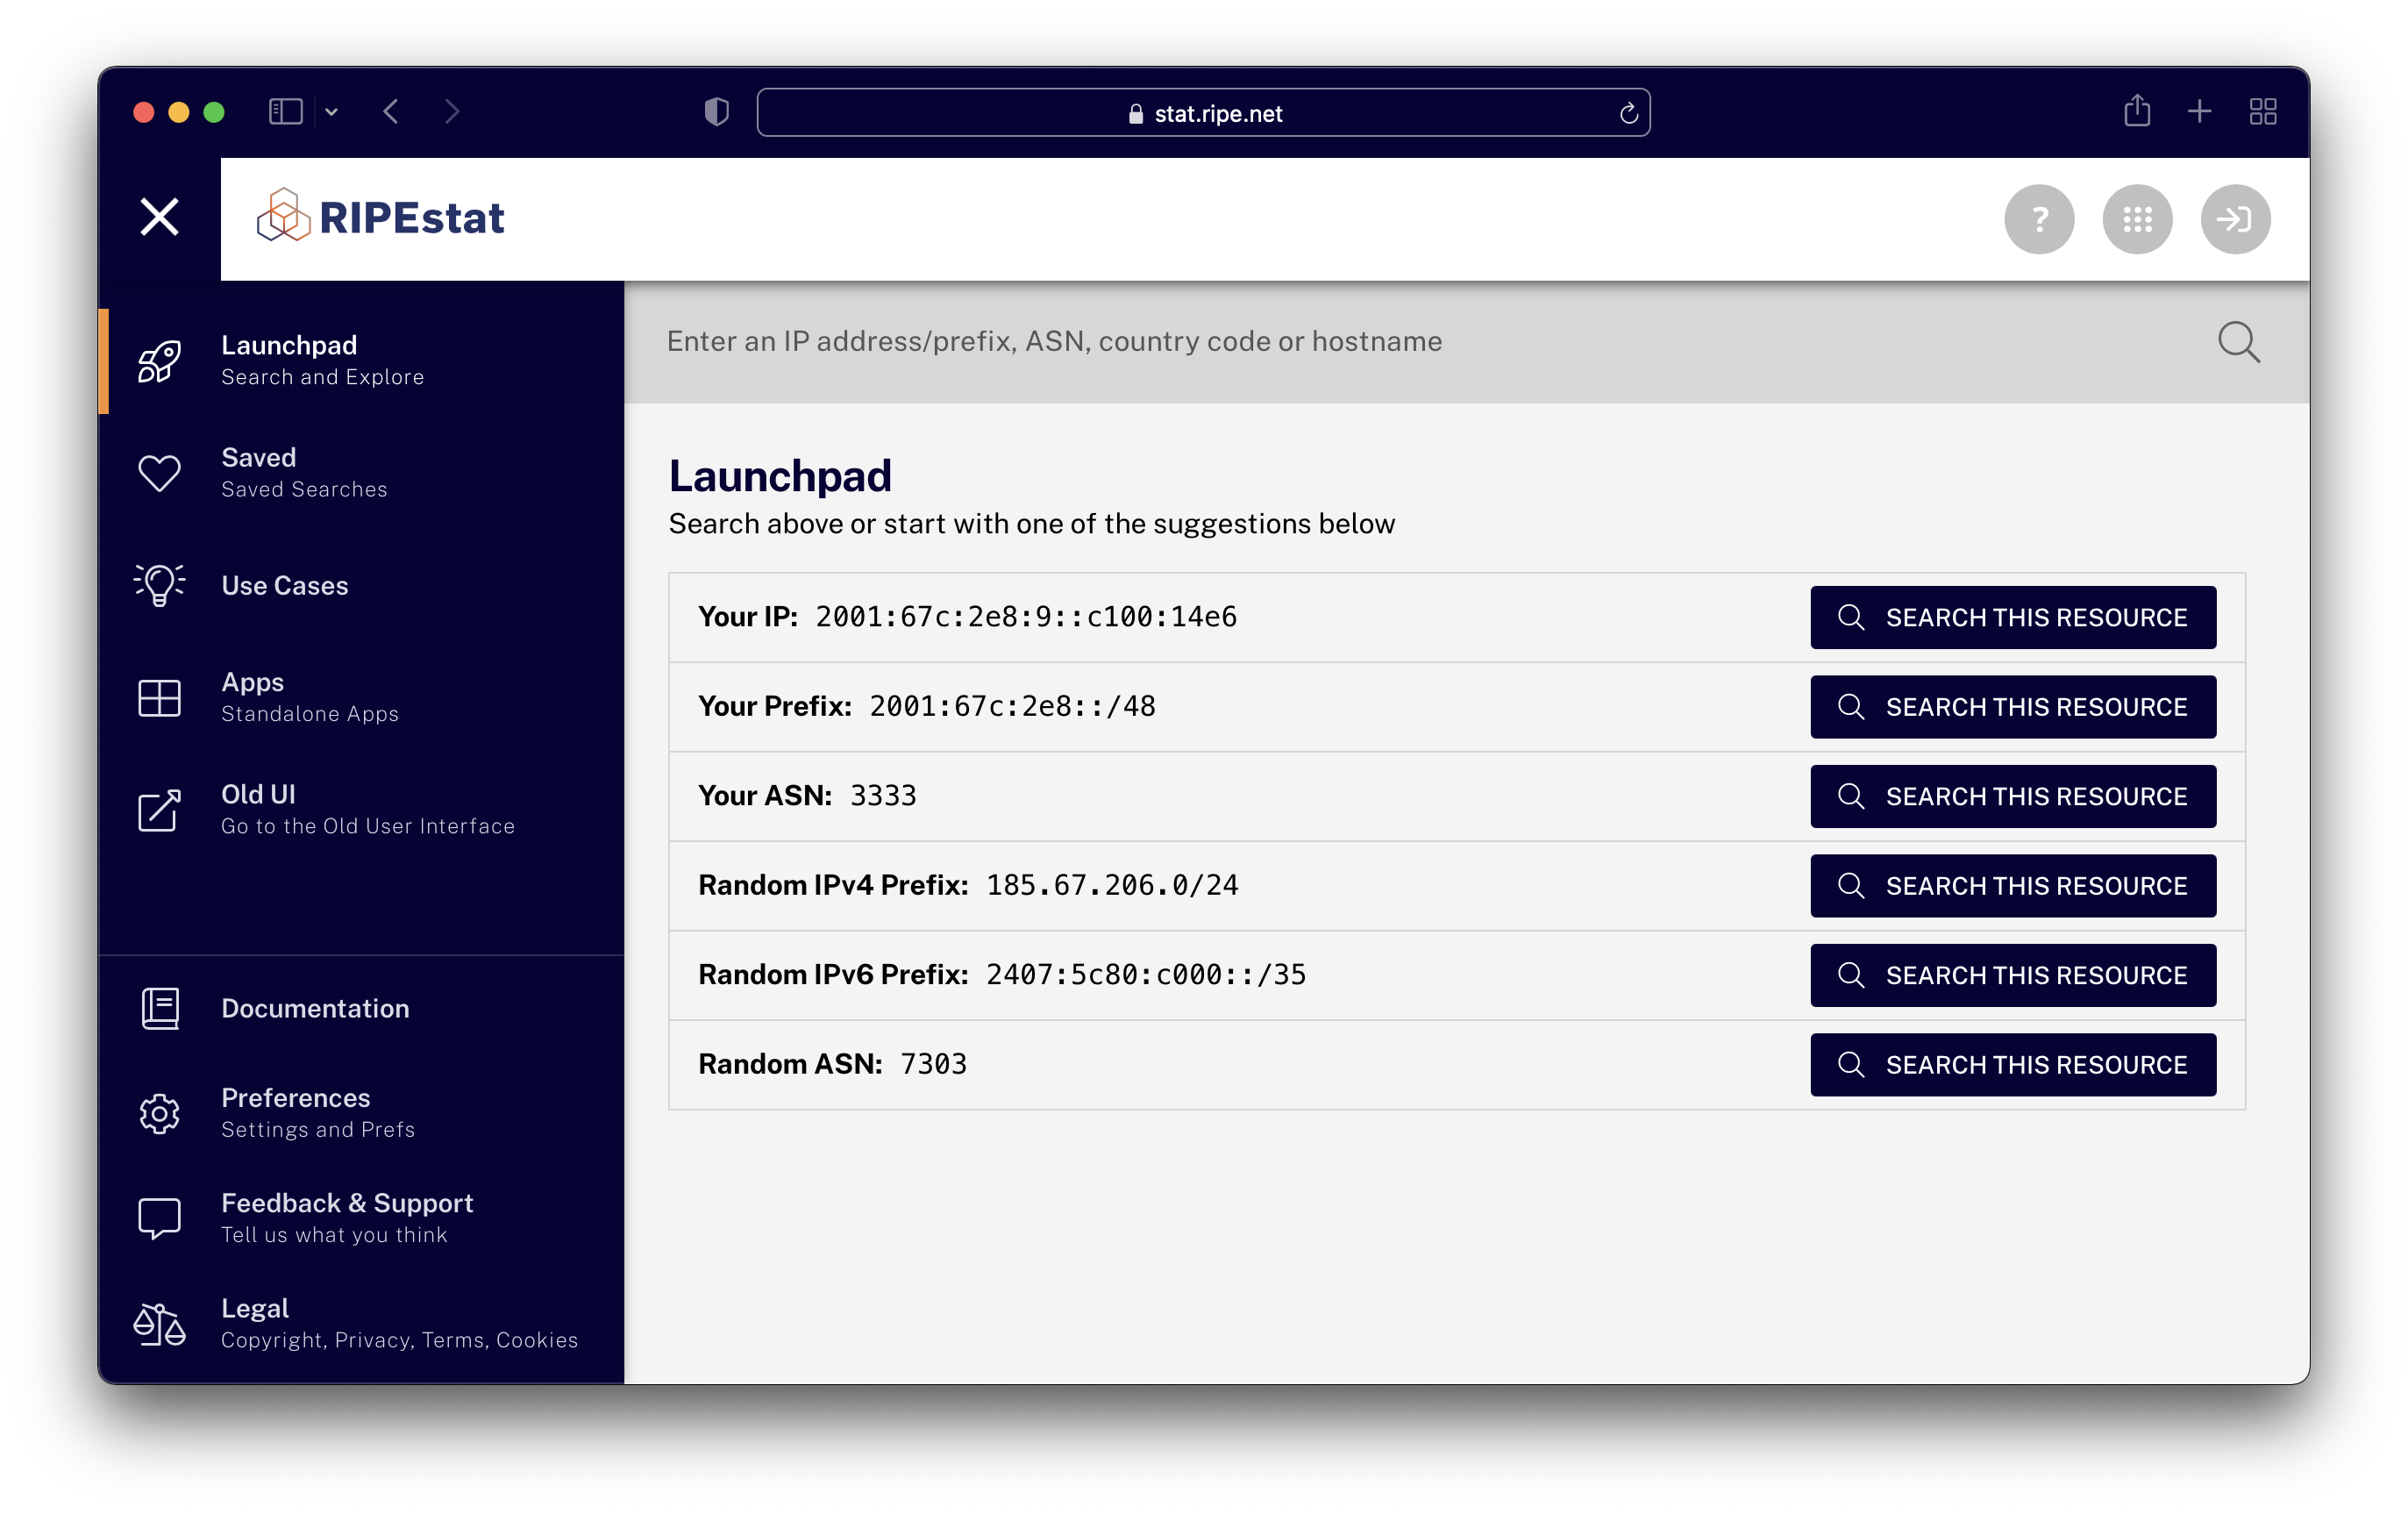 stat.ripe.net
RIPEstat
?
Launchpad
Search and Explore
Saved
Saved Searches
Use Cases
Apps
Standalone Apps
Old UI
Go to the Old User Interface
Documentation
Preferences
Settings and Prefs
Feedback & Support
Tell us what you think
Legal
Copyright, Privacy, Terms, Cookies
Enter an IP address/prefix, ASN, country code or hostname
Launchpad
Search above or start with one of the suggestions below
Your IP: 2001:67c:2e8:9::c100:14e6 SEARCH THIS RESOURCE
Your Prefix: 2001:67c:2e8::/48 SEARCH THIS RESOURCE
Your ASN: 3333 SEARCH THIS RESOURCE
Random IPv4 Prefix: 185.67.206.0/24 SEARCH THIS RESOURCE
Random IPv6 Prefix: 2407:5c80:c000::/35 SEARCH THIS RESOURCE
Random ASN: 7303 SEARCH THIS RESOURCE